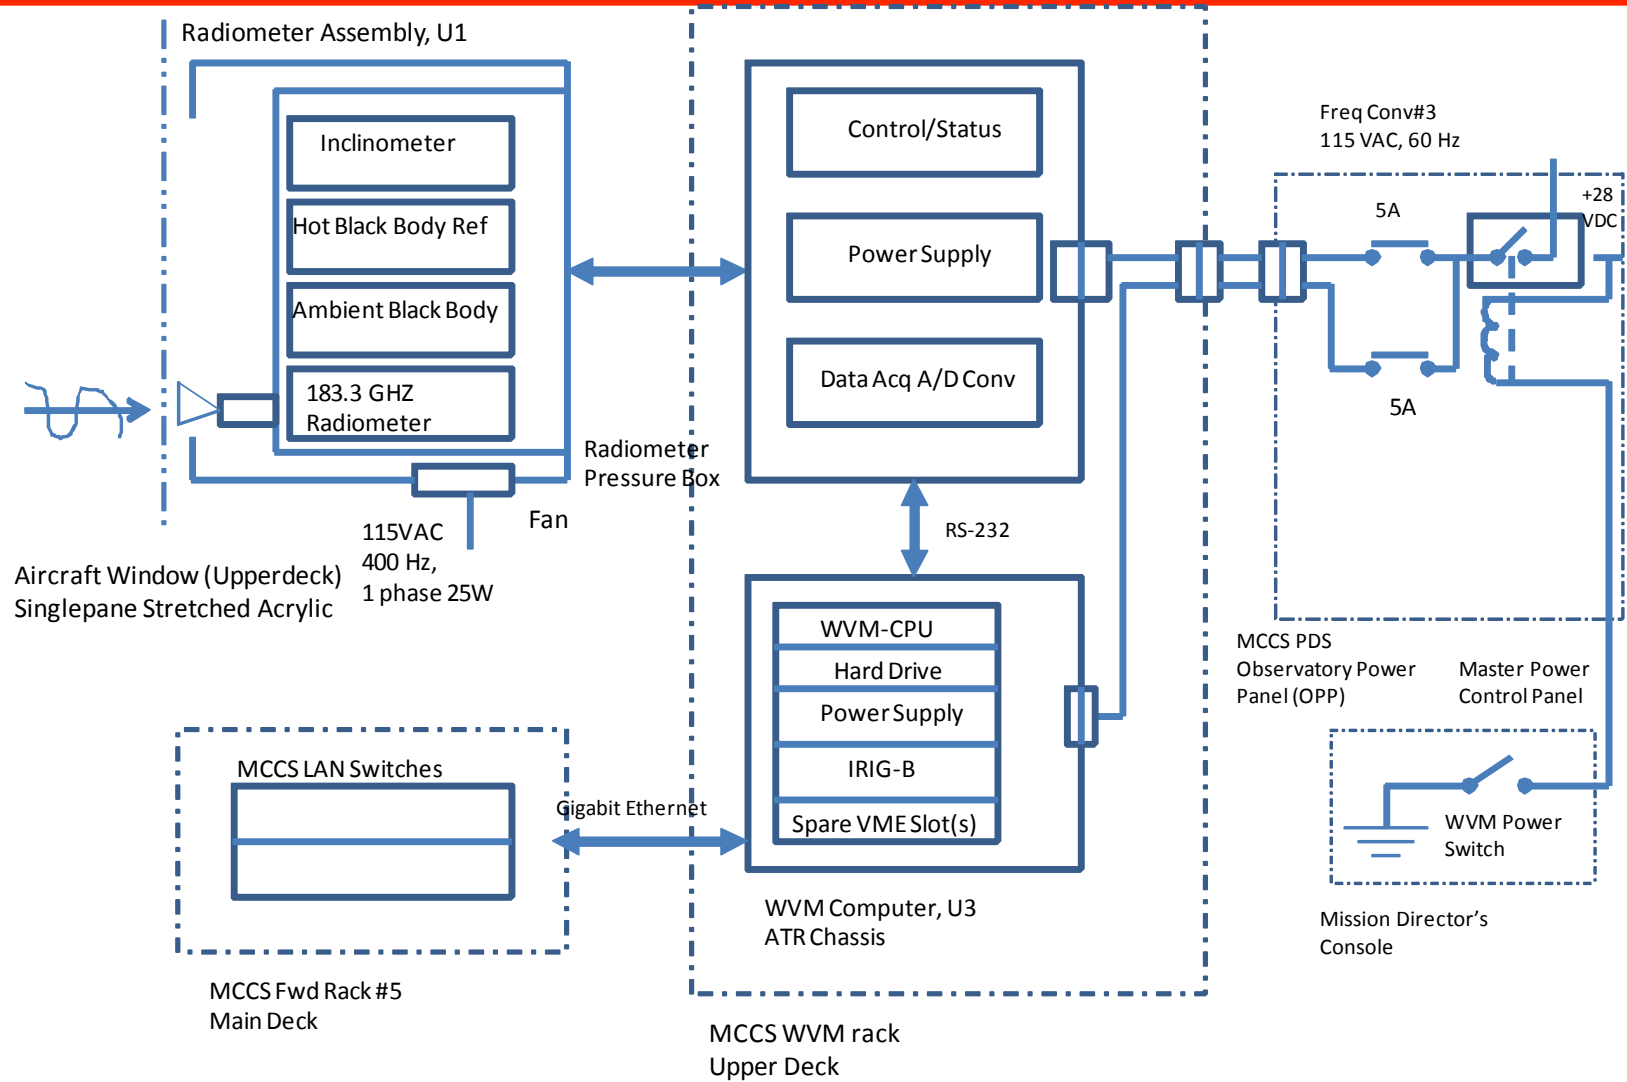 Radiometer Assembly, U1
Inclinometer
Hot Black Body Ref
Ambient Black Body
183.3 GHZ
Radiometer
Radiometer
Pressure Box
Fan
115VAC
400 Hz,
1 phase 25W
Aircraft Window (Upperdeck)
Singlepane Stretched Acrylic
Control/Status
Power Supply
Data Acq A/D Conv
RS-232
WVM-CPU
Hard Drive
Power Supply
IRIG-B
Spare VME Slot(s)
WVM Computer, U3
ATR Chassis
MCCS LAN Switches
Gigabit Ethernet
MCCS Fwd Rack #5
Main Deck
MCCS WVM rack
Upper Deck
Freq Conv#3
115 VAC, 60 Hz
+28
VDC
5A
5A
MCCS PDS
Observatory Power
Panel (OPP)
Master Power
Control Panel
WVM Power
Switch
Mission Director’s
Console